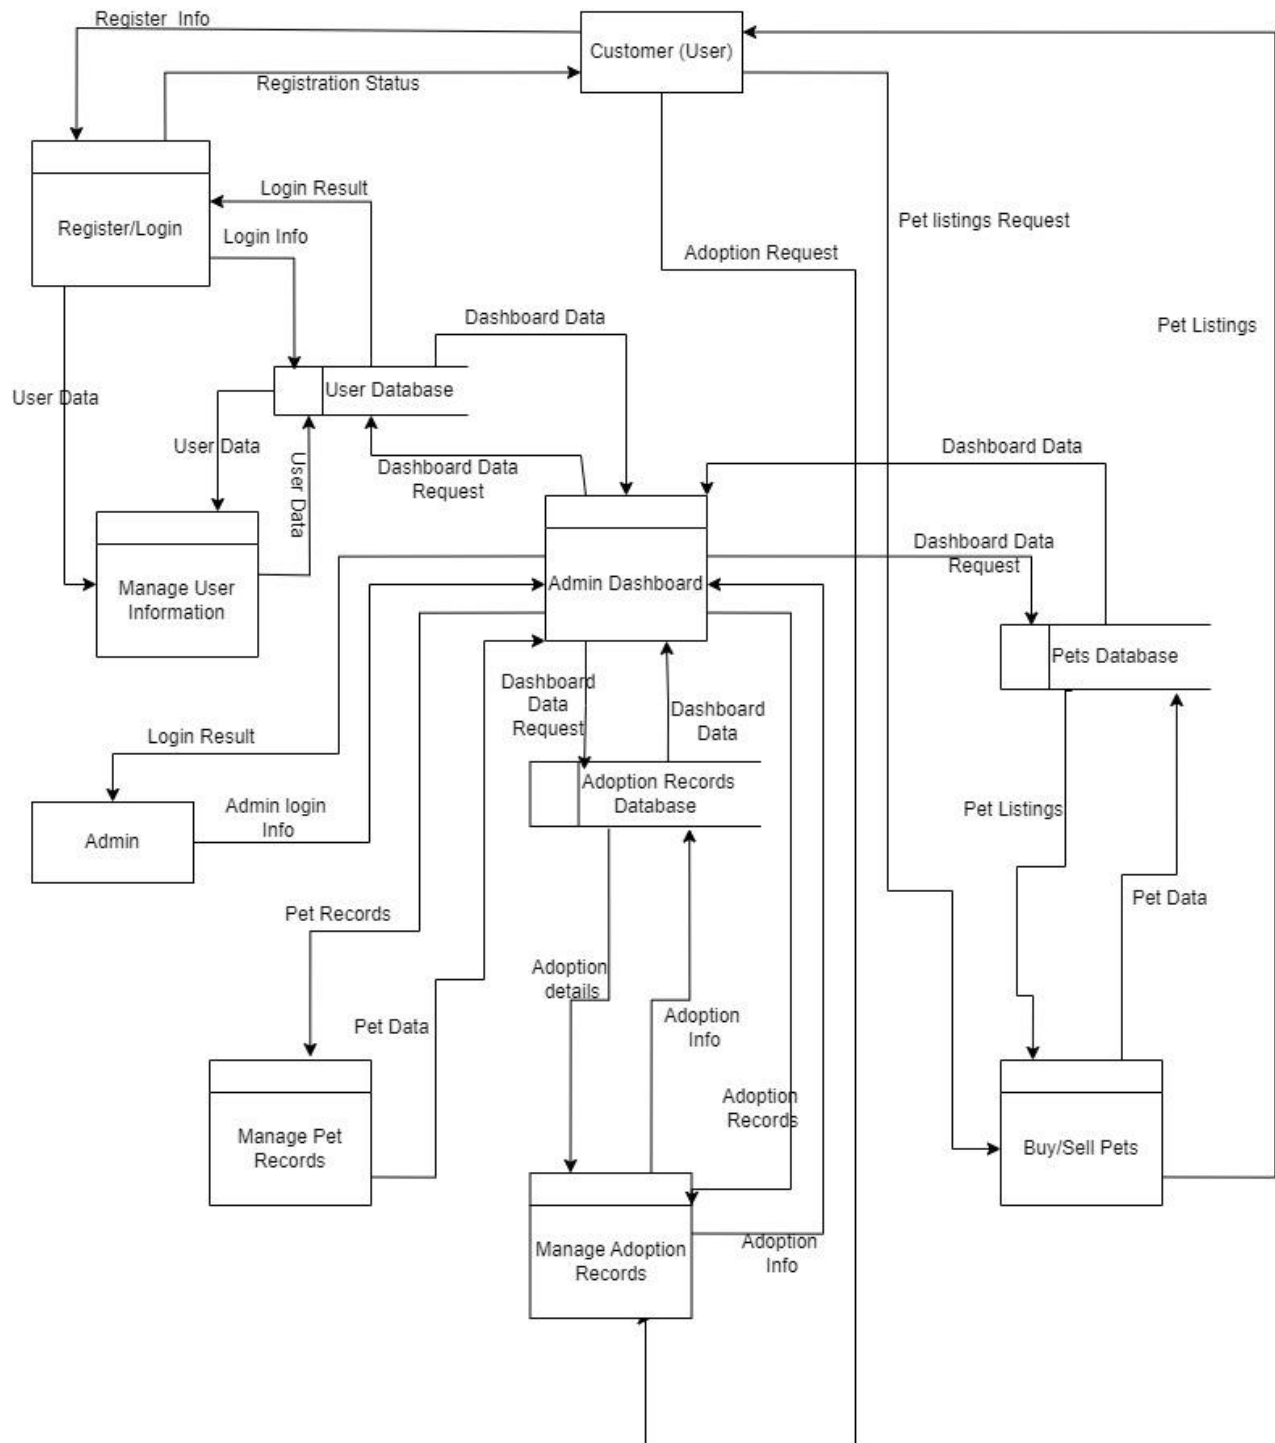 Register  Info
Customer (User)
Registration Status
Login Result
Register/Login
Login Info
Pet listings Request
Adoption Request
Dashboard Data
Pet Listings
User Database
User Data
User Data
User Data
Dashboard Data
Request
Dashboard Data
Dashboard Data
Request
Manage User
Information
Admin Dashboard
Pets Database
Dashboard
Data
Request
Dashboard
Data
Login Result
Adoption Records
Database
Admin login
Info
Admin
Pet Listings
Pet Data
Pet Records
Adoption
details
Pet Data
Adoption
Info
Adoption
Records
Manage Pet
Records
Buy/Sell Pets
Manage Adoption
Records
Adoption
Info